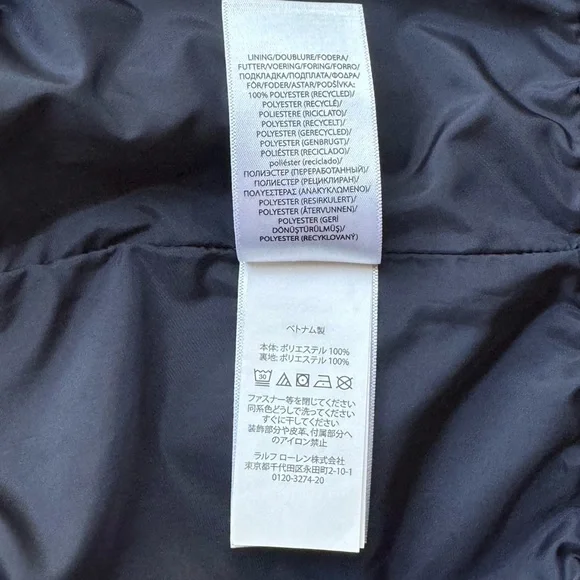 LINING/DOUBLURE/FODERA/
FUTTER/VOERING/FORING/FORRO/
ПОДКЛАДКА/ПОДПЛАТА/ΦΟΔΡΑ/
FÓR/FODER/ASTAR/PODŠÍVKA:
100% POLYESTER (RECYCLED)/
POLYESTER (RECYCLÉ)/
POLIESTERE (RICICLATO)/
POLYESTER (RECYCELT)/
POLYESTER (GERECYCLED)/
POLYESTER (GENBRUGT)/
POLIÉSTER (RECICLADO)/
poliéster (reciclado)/
ПОЛИЭСТЕР (ПЕРЕРАБОТАННЫЙ)/
ПОЛИЕСТЕР (РЕЦИКЛИРАН)/
ΠΟΛΥΕΣΤΕΡΑΣ (ΑΝΑΚΥΚΛΩΜΕΝΟ)/
POLYESTER (RESIRKULERT)/
POLYESTER (ÅTERVUNNEN)/
POLYESTER (GERİ
DÖNÜŞTÜRÜLMÜŞ)/
POLYESTER (RECYKLOVANÝ)
ベトナム製
本体: ポリエステル 100%
裏地: ポリエステル 100%
30
ファスナー等を閉じてください
同系色どうしで洗ってください
すぐに干してください
装飾部分や皮革、付属部分へ
のアイロン禁止
ラルフ ローレン株式会社
東京都千代田区永田町 2-10-1
0120-3274-20